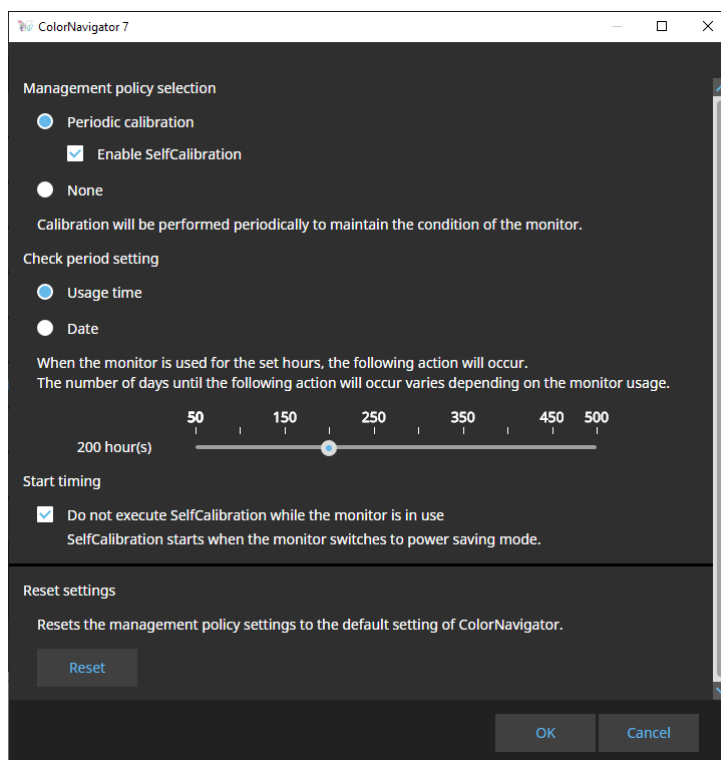 ColorNavigator 7
Management policy selection
Periodic calibration
Enable SelfCalibration
None
Calibration will be performed periodically to maintain the condition of the monitor.
Check period setting
Usage time
Date
When the monitor is used for the set hours, the following action will occur.
The number of days until the following action will occur varies depending on the monitor usage.
50 150 250 350 450 500
200 hour(s)
Start timing
Do not execute SelfCalibration while the monitor is in use
SelfCalibration starts when the monitor switches to power saving mode.
Reset settings
Resets the management policy settings to the default setting of ColorNavigator.
Reset
OK Cancel